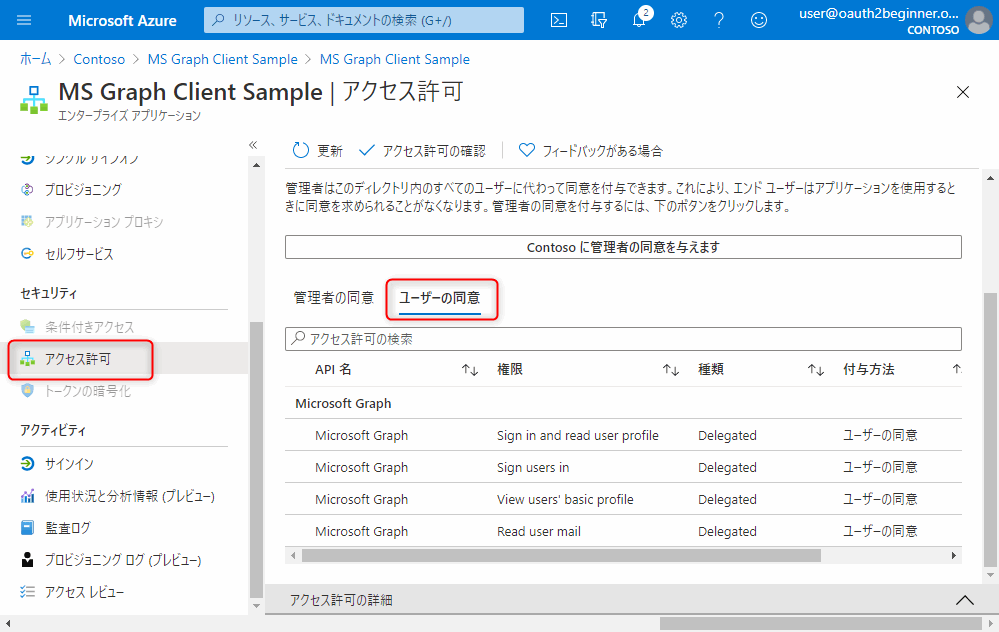 Microsoft Azure
リソース、サービス、ドキュメントの検索 (G+/)
2
user@oauth2beginner.o...
CONTOSO
ホーム > Contoso > MS Graph Client Sample > MS Graph Client Sample
MS Graph Client Sample | アクセス許可
エンタープライズ アプリケーション
シングル サインオン
プロビジョニング
アプリケーション プロキシ
セルフサービス
セキュリティ
条件付きアクセス
アクセス許可
トークンの暗号化
アクティビティ
サインイン
使用状況と分析情報 (プレビュー)
監査ログ
プロビジョニング ログ (プレビュー)
アクセス レビュー
更新 アクセス許可の確認 フィードバックがある場合
管理者はこのディレクトリ内のすべてのユーザーに代わって同意を付与できます。これにより、エンド ユーザーはアプリケーションを使用すると
きに同意を求められることがなくなります。管理者の同意を付与するには、下のボタンをクリックします。
Contoso に管理者の同意を与えます
管理者の同意 ユーザーの同意
アクセス許可の検索
API 名 権限 種類 付与方法
Microsoft Graph
Microsoft Graph Sign in and read user profile Delegated ユーザーの同意
Microsoft Graph Sign users in Delegated ユーザーの同意
Microsoft Graph View users' basic profile Delegated ユーザーの同意
Microsoft Graph Read user mail Delegated ユーザーの同意
アクセス許可の詳細